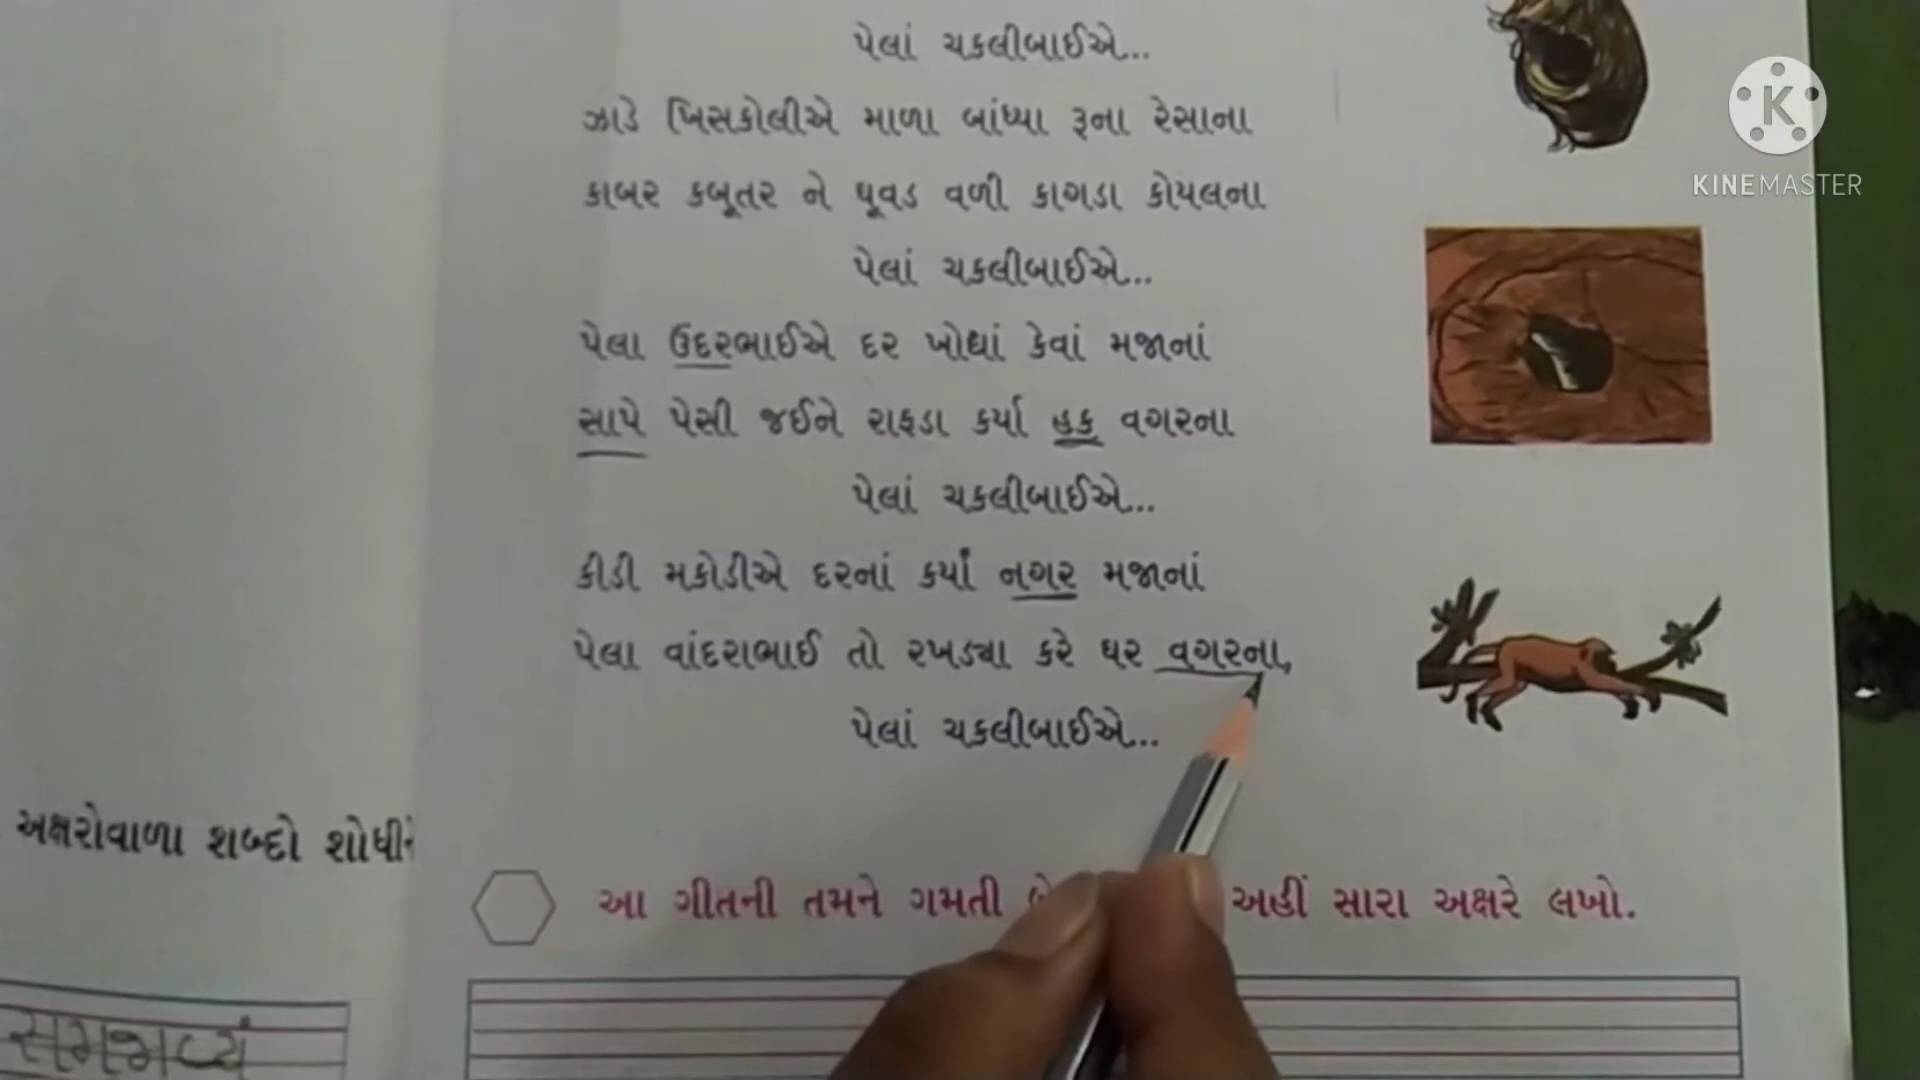 પેલાં ચકલીબાઈએ...
ઝાડે ખિસકોલીએ માળા બાંધ્યા રૂના રેસાના
કાબર કબૂતર ને ઘૂવડ વળી કાગડા કોયલના
પેલાં ચકલીબાઈએ...
પેલા ઉંદરભાઈએ દર ખોદ્યાં કેવાં મજાનાં
સાપે પેસી જઈને રાફડા કર્યા હક વગરના
પેલાં ચકલીબાઈએ...
કીડી મકોડીએ દરનાં કર્યાં નગર મજાનાં
પેલા વાંદરાભાઈ તો રખડ્યા કરે ઘર વગરના,
પેલાં ચકલીબાઈએ...
આ ગીતની તમને ગમતી અહીં સારા અક્ષરે લખો.
અક્ષરોવાળા શબ્દો
KINEMASTER